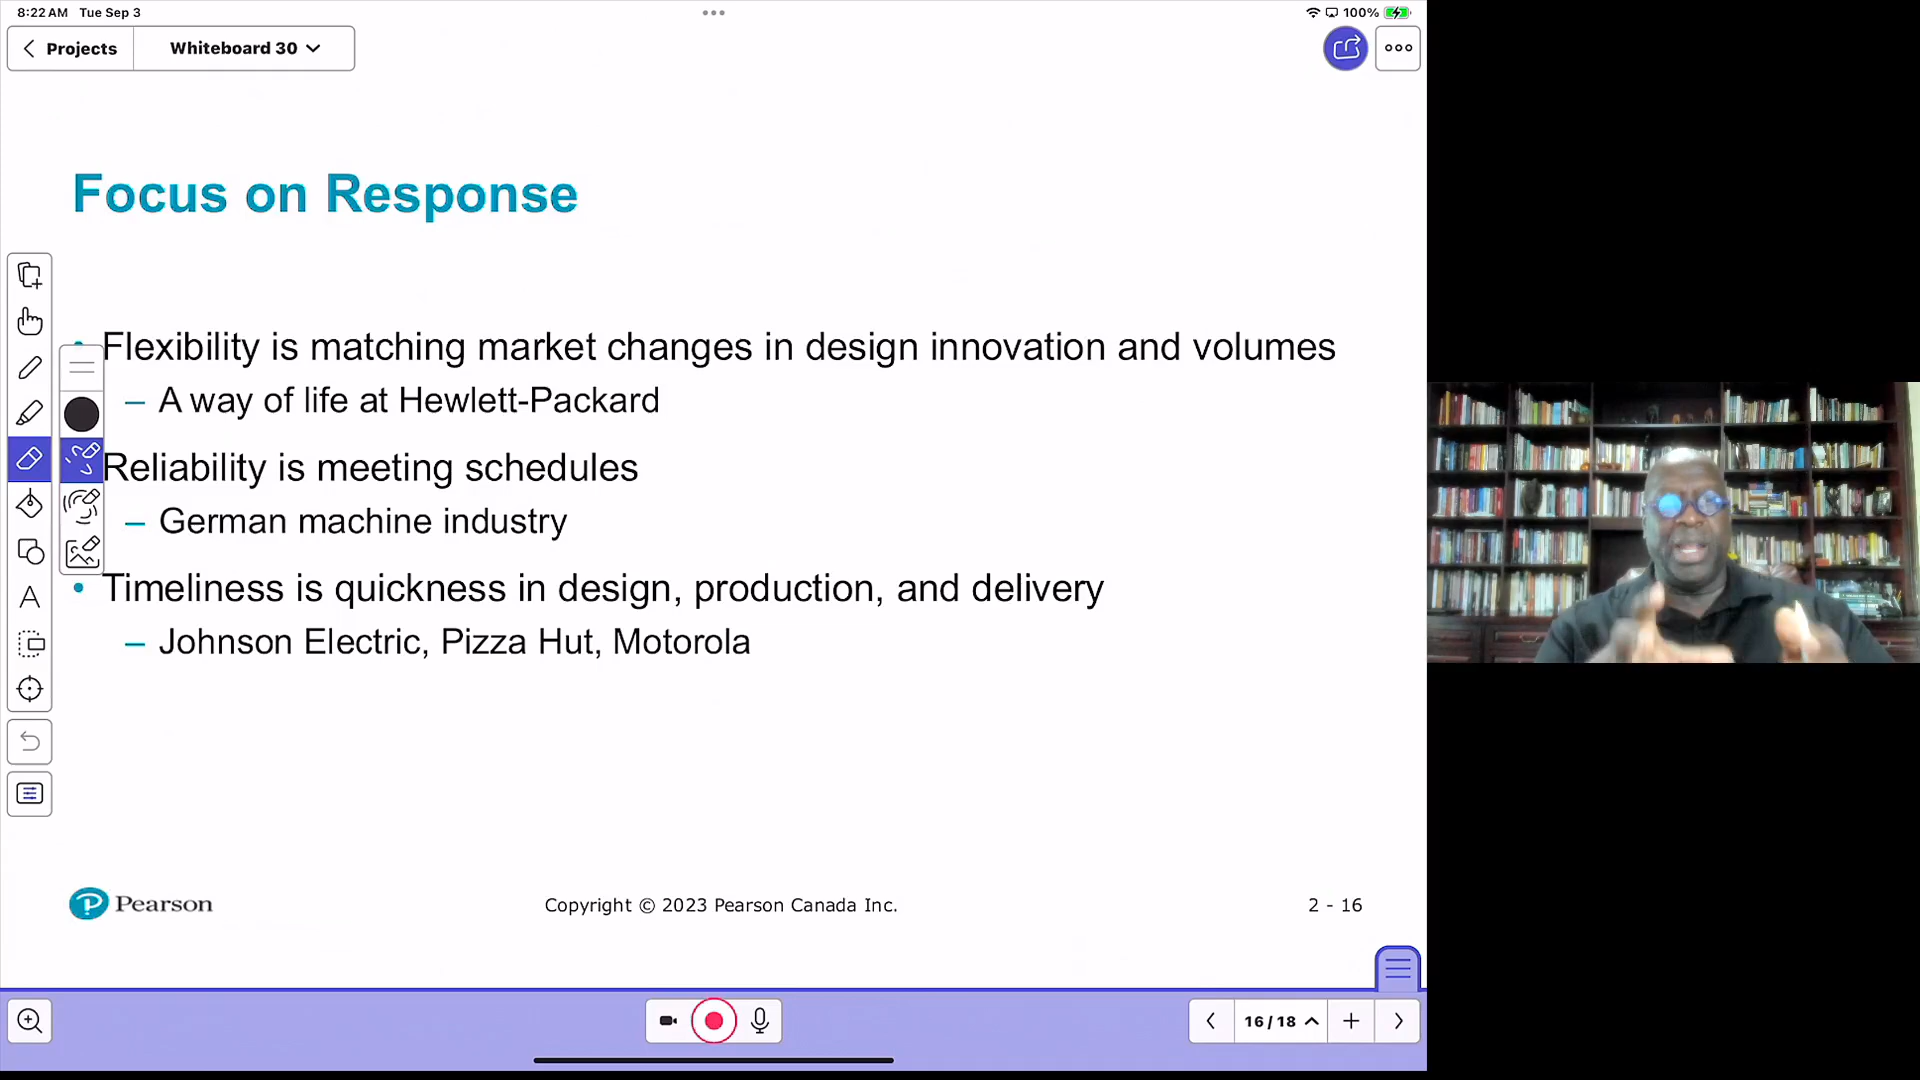 8:22 AM Tue Sep 3
100%
Projects
Whiteboard 30
Focus on Response
• Flexibility is matching market changes in design innovation and volumes
– A way of life at Hewlett-Packard
Reliability is meeting schedules
– German machine industry
• Timeliness is quickness in design, production, and delivery
– Johnson Electric, Pizza Hut, Motorola
Pearson
Copyright © 2023 Pearson Canada Inc.
2 - 16
16/18